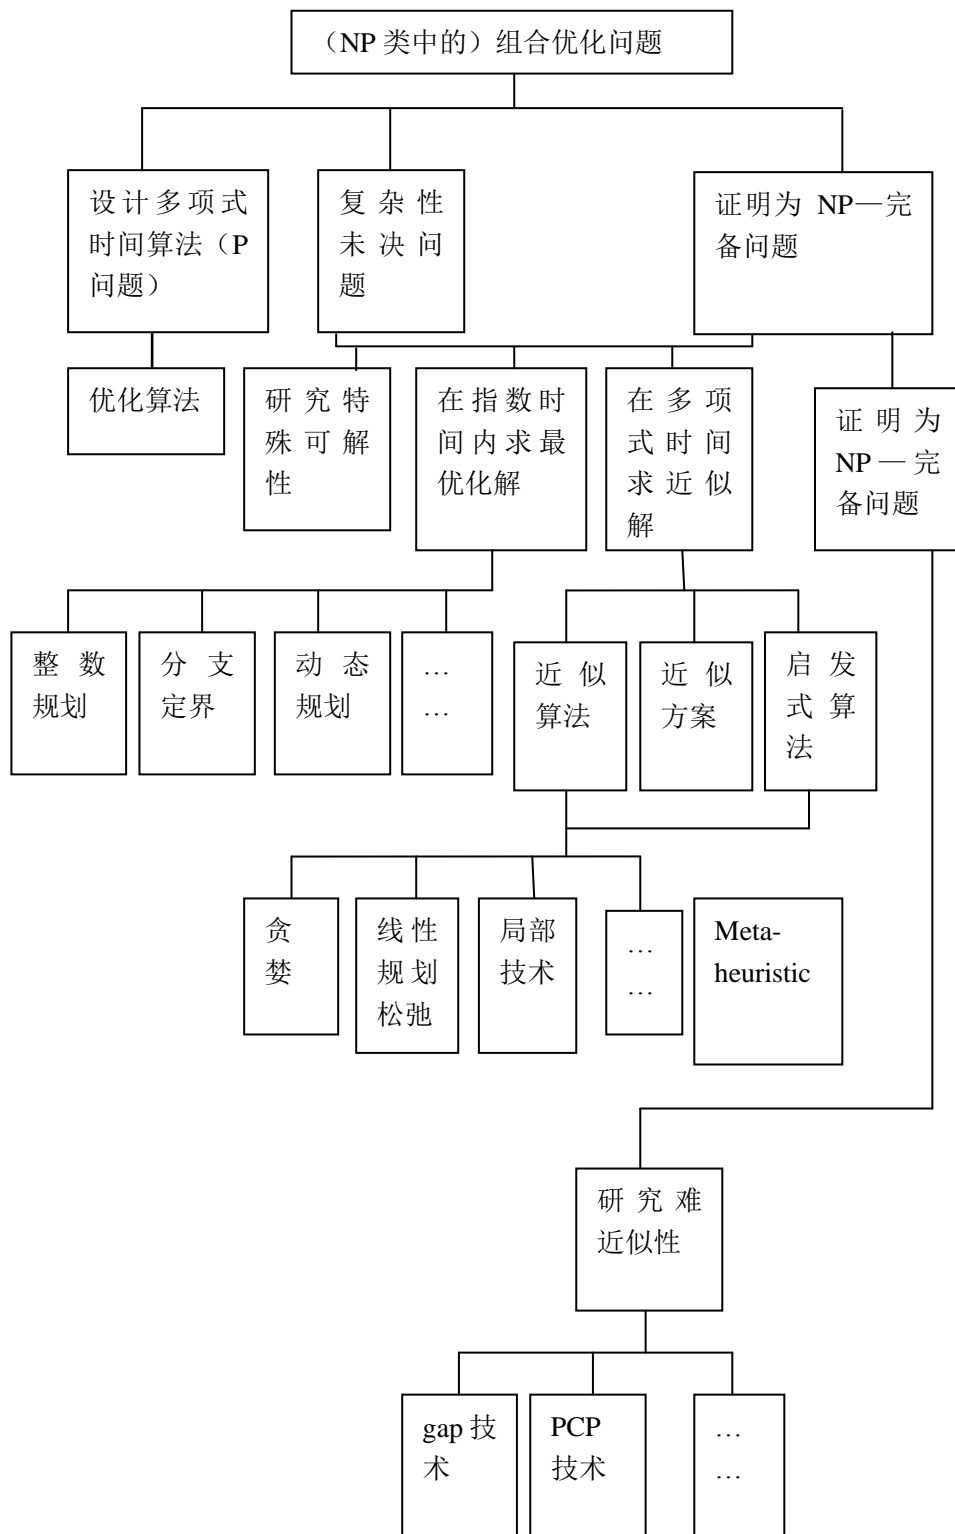 （NP 类中的）组合优化问题
设计多项式
时间算法（P
问题）
复杂性
未决问
题
证明为 NP—完
备问题
优化算法
研究特
殊可解
性
在指数时
间内求最
优化解
在多项
式时间
求近似
解
证明为
NP—完
备问题
整数
规划
分支
定界
动态
规划
…
…
近似
算法
近似
方案
启发
式算
法
贪
婪
线性
规划
松弛
局部
技术
…
…
Meta-
heuristic
研究难
近似性
gap 技
术
PCP
技术
…
…